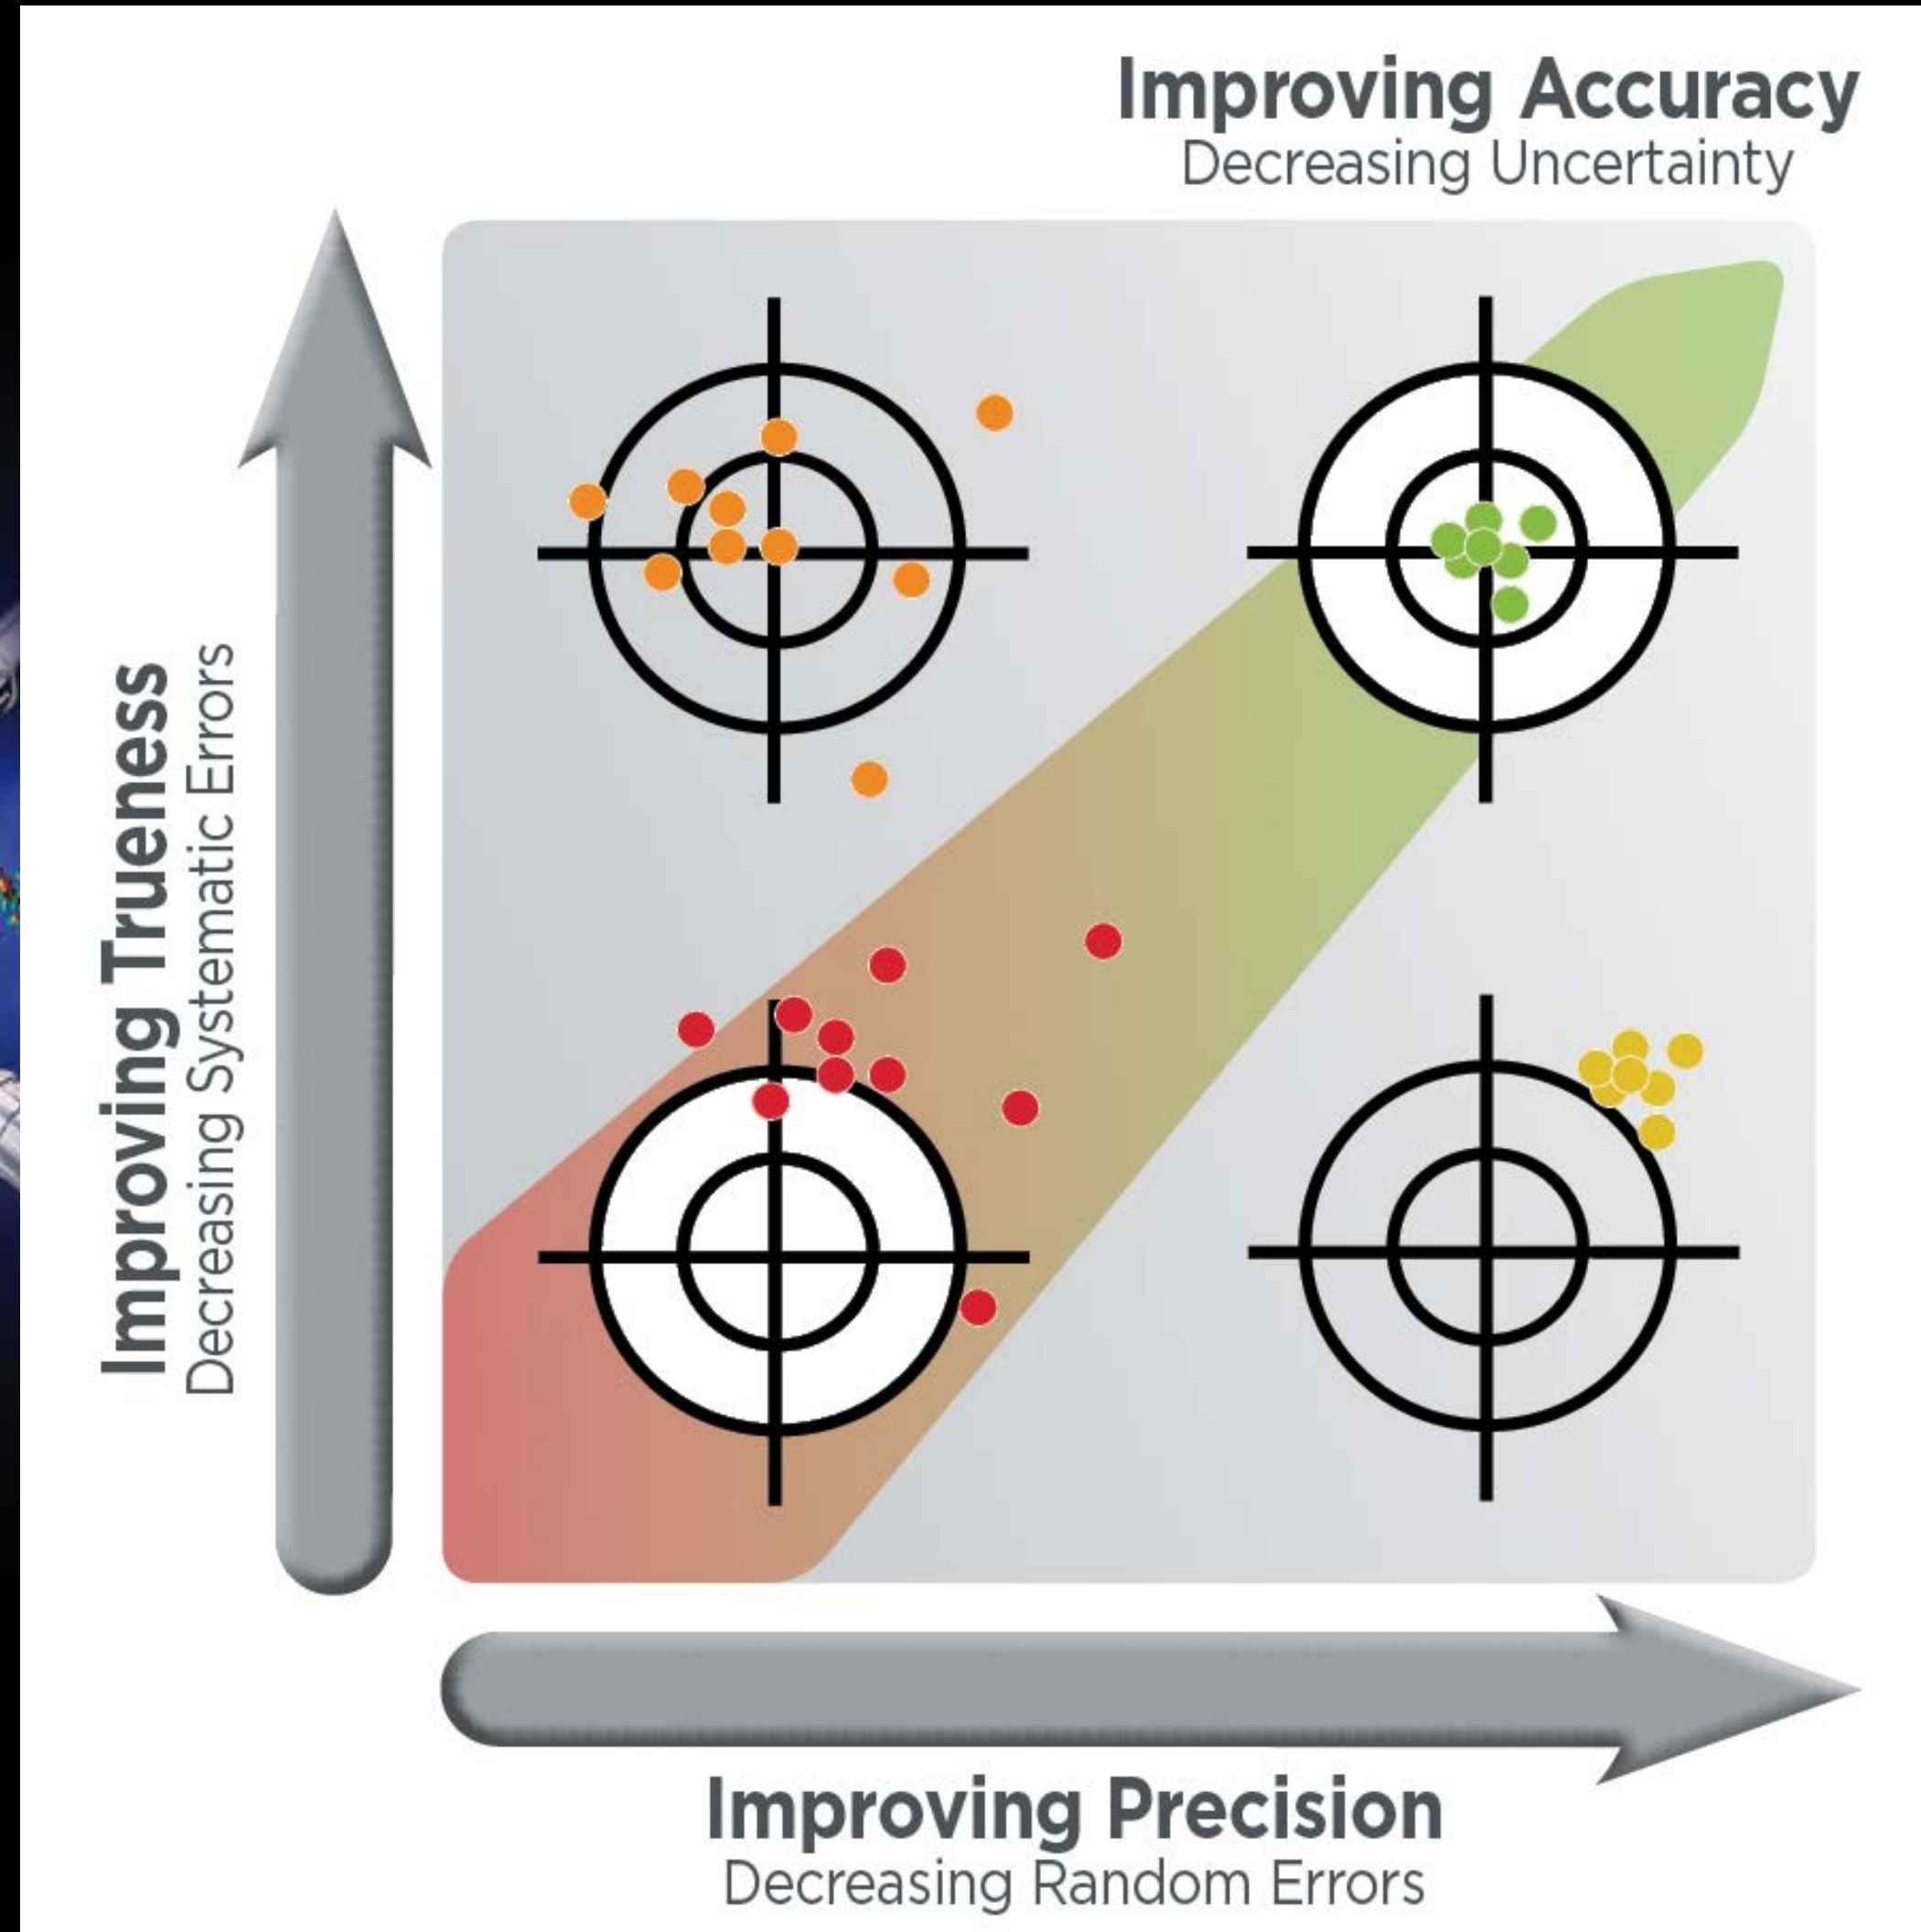 Improving Accuracy
Decreasing Uncertainty
Improving Trueness
Decreasing Systematic Errors
Improving Precision
Decreasing Random Errors